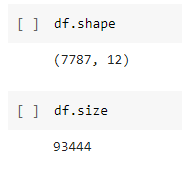 [ ] df.shape
(7787, 12)
[ ] df.size
93444